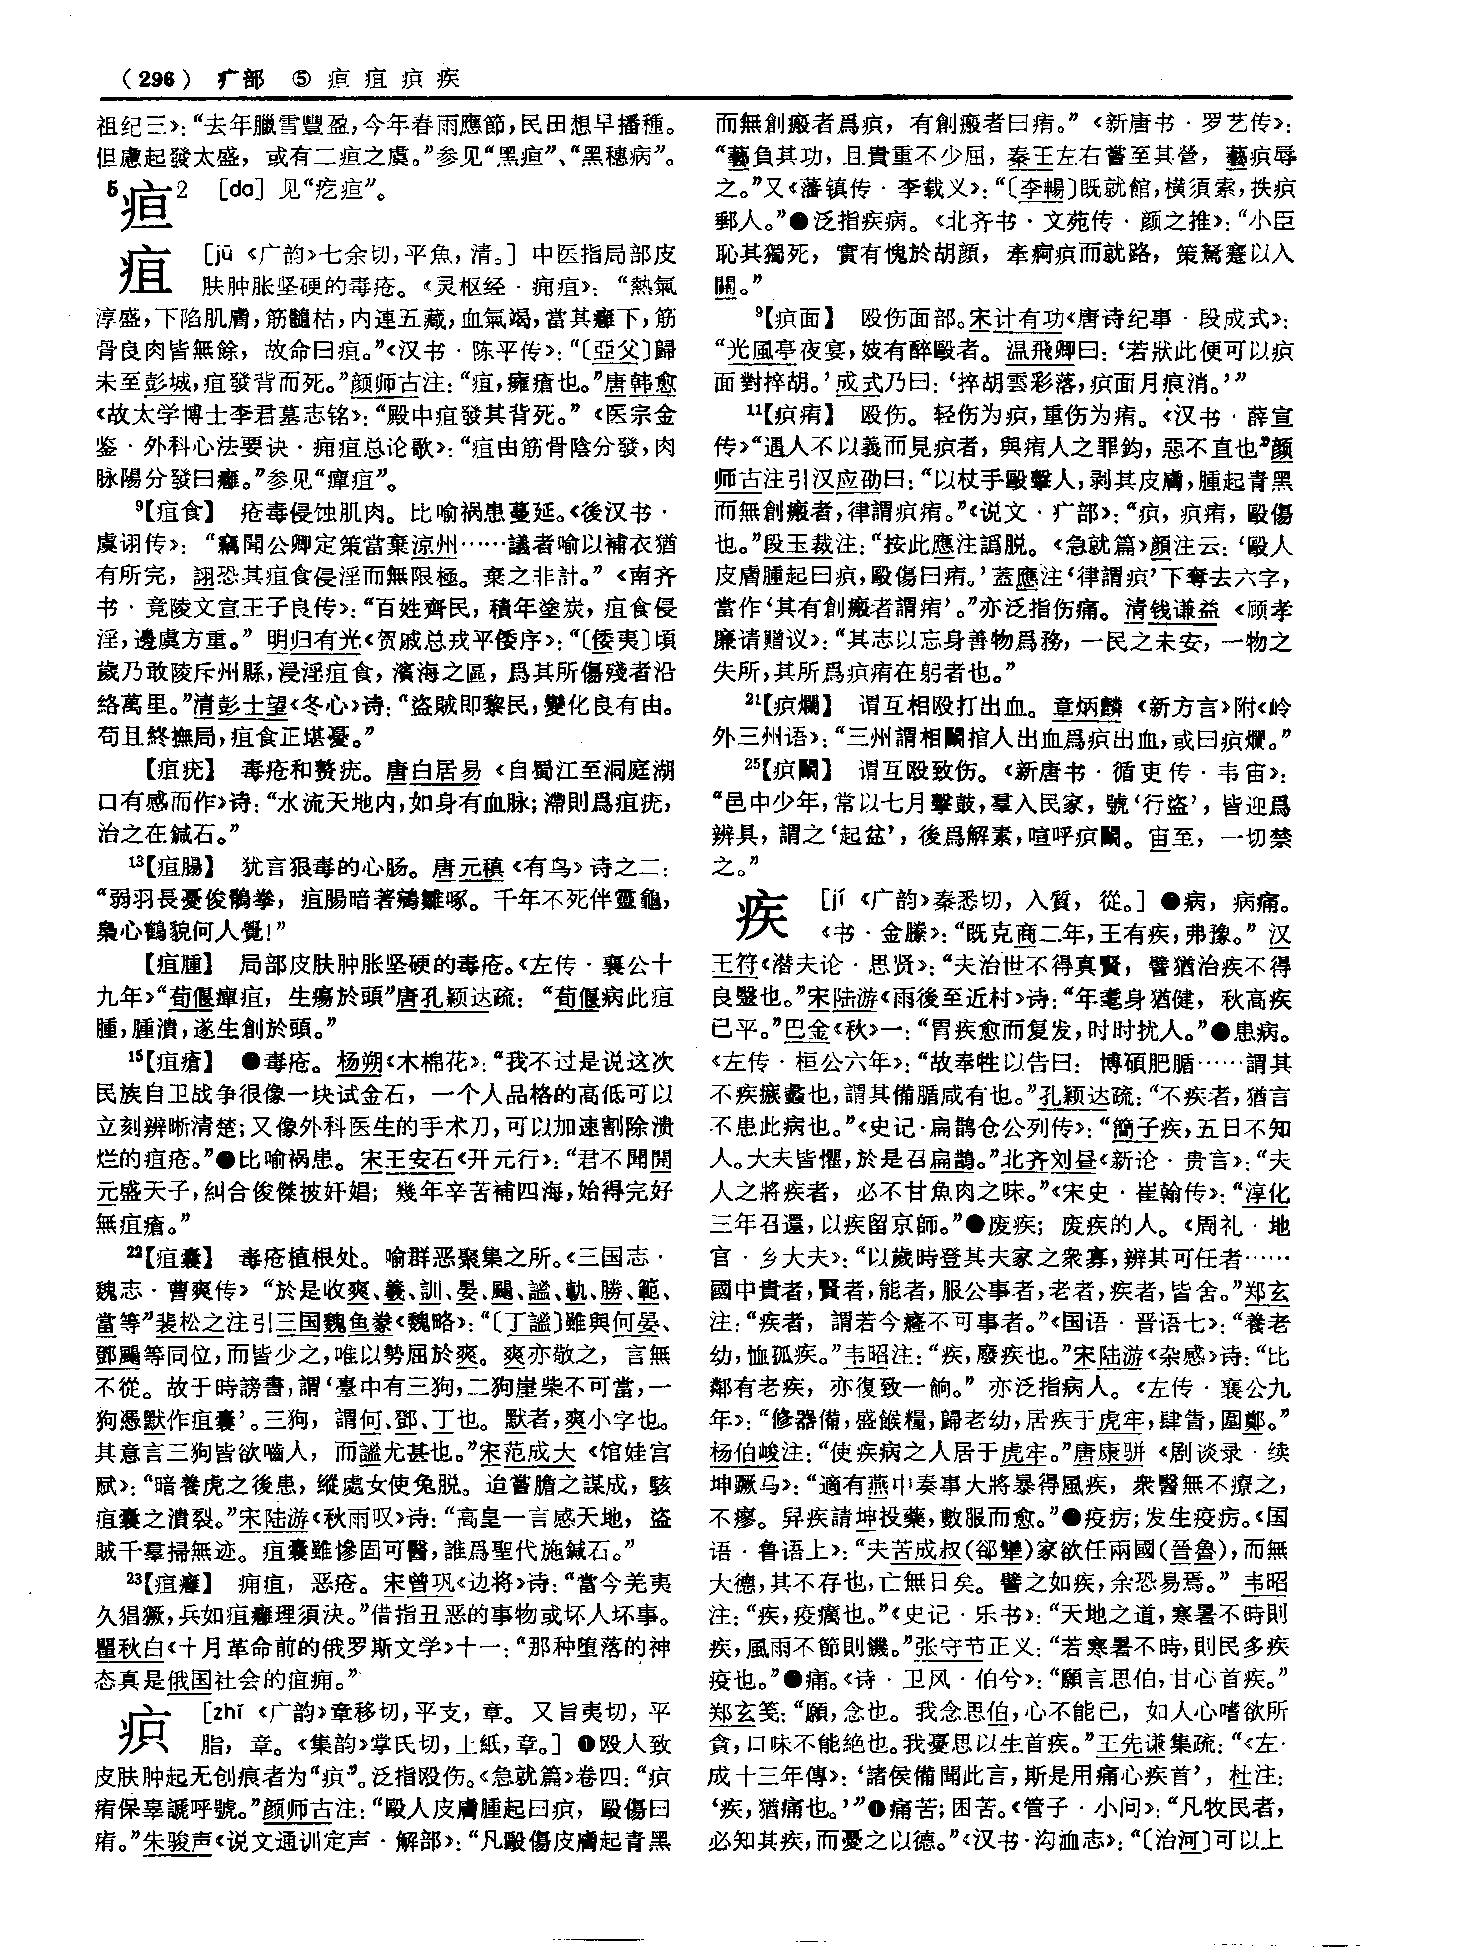 （296） 疒部 ⑤ 疸疽疻疾
祖纪三》：“去年臘雪豐盈，今年春雨應節，民田想早播種。
但慮起發太盛，或有二疸之虞。”参见“黑疸”、“黑穗病”。
5疸2 ［da］见“疙疸”。
疽 ［jū 《广韵》七余切，平魚，清。］中医指局部皮
肤肿胀坚硬的毒疮。《灵枢经·痈疽》：“熱氣
淳盛，下陷肌膚，筋髓枯，内連五藏，血氣竭，當其癰下，筋
骨良肉皆無餘，故命曰疽。”《汉书·陈平传》：“〔亞父〕歸
未至彭城，疽發背而死。”颜师古注：“疽，癰瘡也。”唐韩愈
《故太学博士李君墓志铭》：“殿中疽發其背死。”《医宗金
鉴·外科心法要诀·痈疽总论歌》：“疽由筋骨陰分發，肉
脉陽分發曰癰。”参见“瘴疽”。
9【疽食】 疮毒侵蚀肌肉。比喻祸患蔓延。《後汉书·
虞诩传》：“竊聞公卿定策當棄涼州……議者喻以補衣猶
有所完，詡恐其疽食侵淫而無限極。棄之非計。”《南齐
书·竟陵文宣王子良传》：“百姓齊民，積年塗炭，疽食侵
淫，邊虞方重。”明归有光《贺戚总戎平倭序》：“〔倭夷〕頃
歲乃敢陵斥州縣，浸淫疽食，濱海之區，爲其所傷殘者沿
絡萬里。”清彭士望《冬心》诗：“盜賊即黎民，變化良有由。
苟且終撫局，疽食正堪憂。”
【疽疣】 毒疮和赘疣。唐白居易《自蜀江至洞庭湖
口有感而作》诗：“水流天地内，如身有血脉；滯則爲疽疣，
治之在鍼石。”
13【疽腸】 犹言狠毒的心肠。唐元稹《有鸟》诗之二：
“弱羽長憂俊鶻拳，疽腸暗著鵷雛啄。千年不死伴靈龜，
梟心鶴貌何人覺！”
【疽腫】 局部皮肤肿胀坚硬的毒疮。《左传·襄公十
九年》“荀偃癉疽，生瘍於頭”唐孔颖达疏：“荀偃病此疽
腫，腫潰，遂生創於頭。”
15【疽瘡】 ●毒疮。杨朔《木棉花》：“我不过是说这次
民族自卫战争很像一块试金石，一个人品格的高低可以
立刻辨晰清楚；又像外科医生的手术刀，可以加速割除溃
烂的疽疮。”●比喻祸患。宋王安石《开元行》：“君不聞開
元盛天子，糾合俊傑披奸娼；幾年辛苦補四海，始得完好
無疽瘡。”
22【疽囊】 毒疮植根处。喻群恶聚集之所。《三国志·
魏志·曹爽传》“於是收爽、羲、訓、晏、颺、謐、軌、勝、範、
當等”裴松之注引三国魏鱼豢《魏略》：“〔丁謐〕雖與何晏、
鄧颺等同位，而皆少之，唯以勢屈於爽。爽亦敬之，言無
不從。故于時謗書，謂‘臺中有三狗，二狗崖柴不可當，一
狗憑默作疽囊’。三狗，謂何、鄧、丁也。默者，爽小字也。
其意言三狗皆欲嚙人，而謐尤甚也。”宋范成大《馆娃宫
赋》：“暗養虎之後患，縱處女使兔脱。迨嘗膽之謀成，駭
疽囊之潰裂。”宋陆游《秋雨叹》诗：“高皇一言感天地，盜
賊千羣掃無迹。疽囊雖慘固可醫，誰爲聖代施鍼石。”
23【疽癰】 痈疽，恶疮。宋曾巩《边将》诗：“當今羌夷
久猖獗，兵如疽癰理須決。”借指丑恶的事物或坏人坏事。
瞿秋白《十月革命前的俄罗斯文学》十一：“那种堕落的神
态真是俄国社会的疽痈。”
疻 ［zhǐ 《广韵》章移切，平支，章。又旨夷切，平
脂，章。《集韵》掌氏切，上紙，章。］❶殴人致
皮肤肿起无创痕者为“疻”。泛指殴伤。《急就篇》卷四：“疻
痏保辜謕呼號。”颜师古注：“毆人皮膚腫起曰疻，毆傷曰
痏。”朱骏声《说文通训定声·解部》：“凡毆傷皮膚起青黑
而無創瘢者爲疻，有創瘢者曰痏。”《新唐书·罗艺传》：
“藝負其功，且貴重不少屈，秦王左右嘗至其營，藝疻辱
之。”又《藩镇传·李载义》：“〔李暢〕既就館，横須索，抶疻
郵人。”●泛指疾病。《北齐书·文苑传·颜之推》：“小臣
恥其獨死，實有愧於胡顔，牽痾疻而就路，策駑蹇以入
關。”
9【疻面】 殴伤面部。宋计有功《唐诗纪事·段成式》：
“光風亭夜宴，妓有醉毆者。温飛卿曰：‘若狀此便可以疻
面對捽胡。’成式乃曰：‘捽胡雲彩落，疻面月痕消。’”
11【疻痏】 殴伤。轻伤为疻，重伤为痏。《汉书·薛宣
传》“遇人不以義而見疻者，與痏人之罪鈞，惡不直也”颜
师古注引汉应劭曰：“以杖手毆擊人，剥其皮膚，腫起青黑
而無創瘢者，律謂疻痏。”《说文·疒部》：“疻，疻痏，毆傷
也。”段玉裁注：“按此應注譌脱。《急就篇》顔注云：‘毆人
皮膚腫起曰疻，毆傷曰痏。’蓋應注‘律謂疻’下奪去六字，
當作‘其有創瘢者謂痏’。”亦泛指伤痛。清钱谦益《顾孝
廉请赠议》：“其志以忘身善物爲務，一民之未安，一物之
失所，其所爲疻痏在躬者也。”
21【疻爛】 谓互相殴打出血。章炳麟《新方言》附《岭
外三州语》：“三州謂相鬭掐人出血爲疻出血，或曰疻爛。”
25【疻鬭】 谓互殴致伤。《新唐书·循吏传·韦宙》：
“邑中少年，常以七月擊鼓，羣入民家，號‘行盜’，皆迎爲
辨具，謂之‘起盆’，後爲解素，喧呼疻鬭。宙至，一切禁
之。”
疾 ［jí 《广韵》秦悉切，入質，從。］●病，病痛。
《书·金縢》：“既克商二年，王有疾，弗豫。”汉
王符《潜夫论·思贤》：“夫治世不得真賢，譬猶治疾不得
良毉也。”宋陆游《雨後至近村》诗：“年耄身猶健，秋高疾
已平。”巴金《秋》一：“胃疾愈而复发，时时扰人。”●患病。
《左传·桓公六年》：“故奉牲以告曰：博碩肥腯……謂其
不疾瘯蠡也，謂其備腯咸有也。”孔颖达疏：“不疾者，猶言
不患此病也。”《史记·扁鹊仓公列传》：“簡子疾，五日不知
人。大夫皆懼，於是召扁鵲。”北齐刘昼《新论·贵言》：“夫
人之將疾者，必不甘魚肉之味。”《宋史·崔翰传》：“淳化
三年召還，以疾留京師。”●废疾；废疾的人。《周礼·地
官·乡大夫》：“以歲時登其夫家之衆寡，辨其可任者……
國中貴者，賢者，能者，服公事者，老者，疾者，皆舍。”郑玄
注：“疾者，謂若今癃不可事者。”《国语·晋语七》：“養老
幼，恤孤疾。”韦昭注：“疾，廢疾也。”宋陆游《杂感》诗：“比
鄰有老疾，亦復致一餉。”亦泛指病人。《左传·襄公九
年》：“修器備，盛餱糧，歸老幼，居疾于虎牢，肆眚，圍鄭。”
杨伯峻注：“使疾病之人居于虎牢。”唐康骈《剧谈录·续
坤蹶马》：“適有燕中奏事大將暴得風疾，衆醫無不療之，
不瘳。舁疾請坤投藥，數服而愈。”●疫疠；发生疫疠。《国
语·鲁语上》：“夫苦成叔（郤犨）家欲任兩國（晉魯），而無
大德，其不存也，亡無日矣。譬之如疾，余恐易焉。”韦昭
注：“疾，疫癘也。”《史记·乐书》：“天地之道，寒暑不時則
疾，風雨不節則饑。”张守节正义：“若寒暑不時，則民多疾
疫也。”●痛。《诗·卫风·伯兮》：“願言思伯，甘心首疾。”
郑玄笺：“願，念也。我念思伯，心不能已，如人心嗜欲所
貪，口味不能絶也。我憂思以生首疾。”王先谦集疏：“《左·
成十三年傳》：‘諸侯備聞此言，斯是用痛心疾首’，杜注：
‘疾，猶痛也。’”❶痛苦；困苦。《管子·小问》：“凡牧民者，
必知其疾，而憂之以德。”《汉书·沟洫志》：“〔治河〕可以上